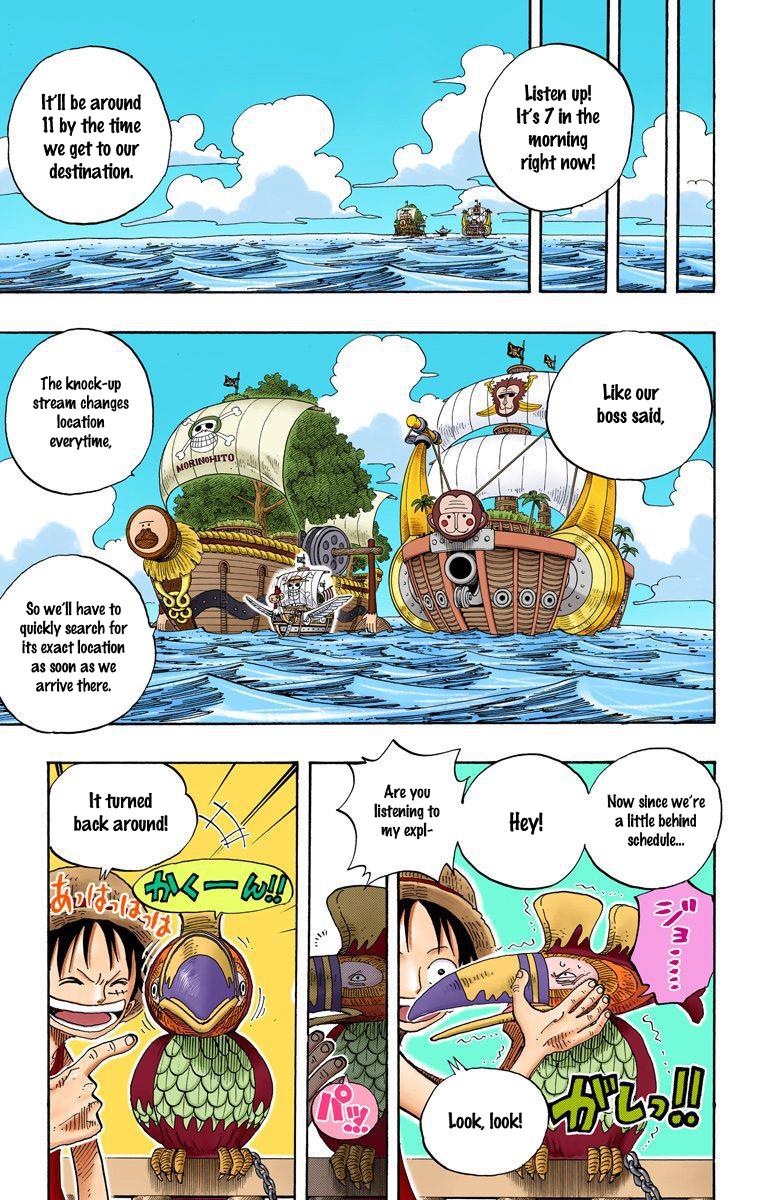 Listen up!
It's 7 in the
morning
right now!
It'll be around
11 by the time
we get to our
destination.
Like our
boss said,
The knock-up
stream changes
location
everytime,
MORINOHITO
So we'll have to
quickly search for
its exact location
as soon as we
arrive there.
Now since we're
a little behind
schedule...
Hey!
Are you
listening to
my expl-
ジョ……
ガしっ!!
Look, look!
パッ!!
It turned
back around!
かくーん!!
あっはっはっは